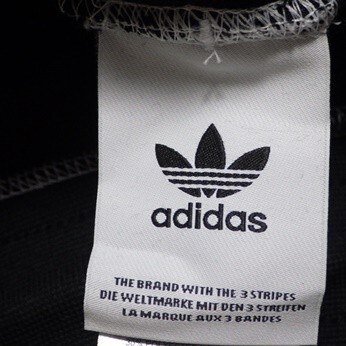 adidas
THE BRAND WITH THE 3 STRIPES
DIE WELTMARKE MIT DEN 3 STREIFEN
LA MARQUE AUX 3 BANDES